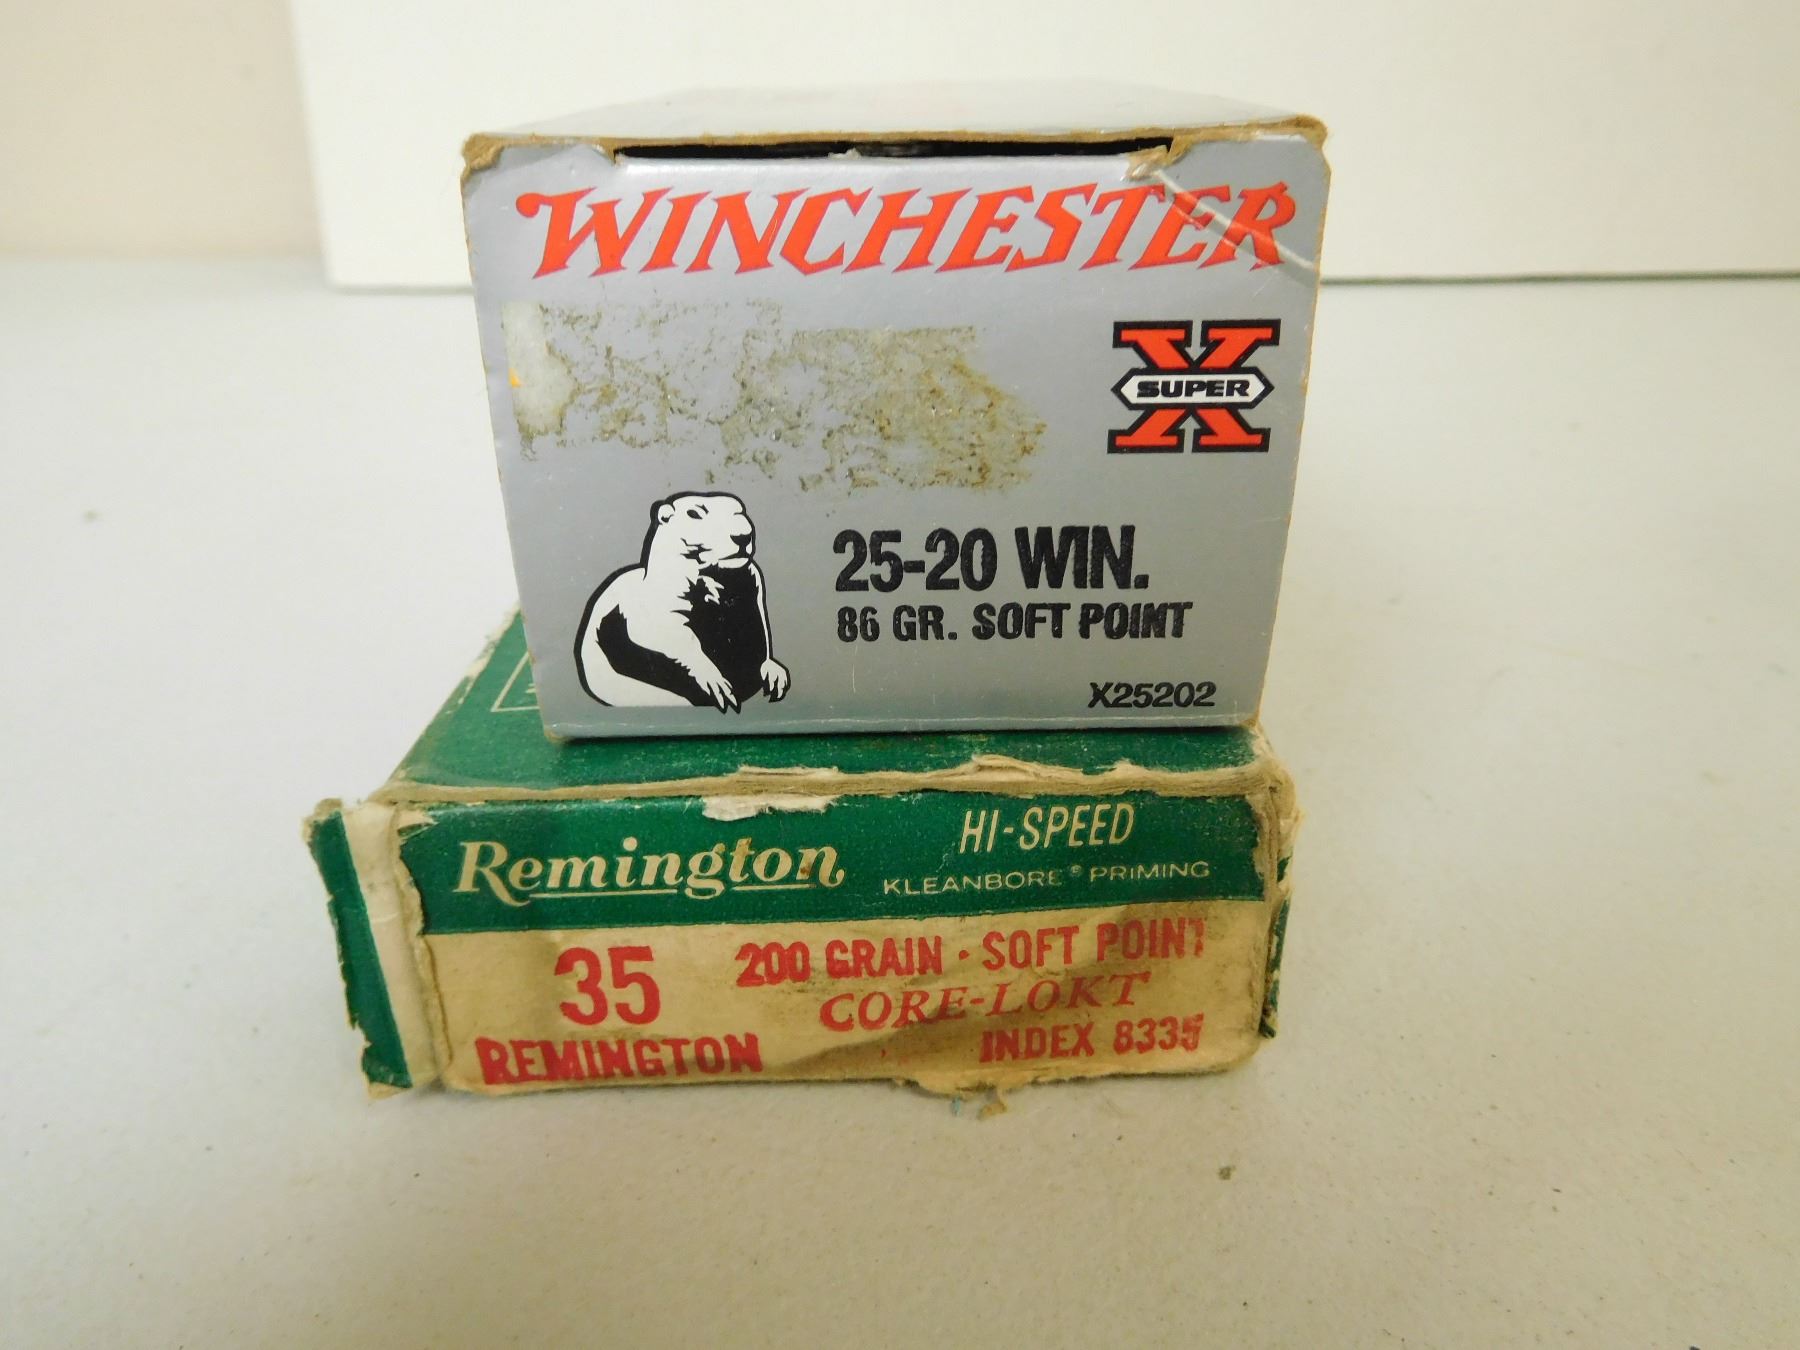 WINCHESTER
SUPER X
25-20 WIN.
86 GR. SOFT POINT
X25202
Remington
HI-SPEED
KLEANBORE® PRIMING
35
REMINGTON
200 GRAIN · SOFT POINT
CORE-LOKT
INDEX 8335